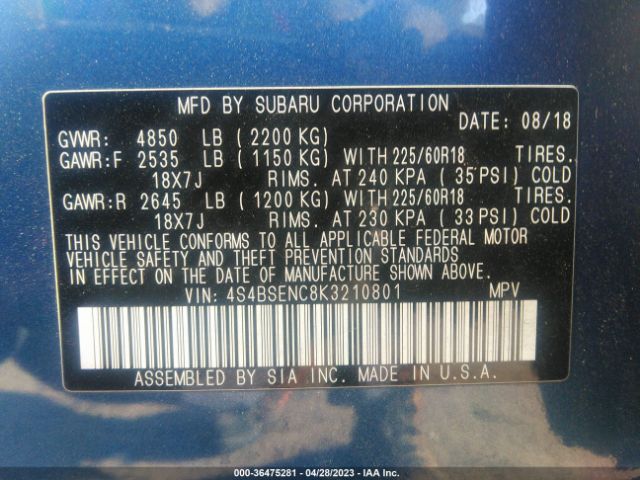 MFD BY SUBARU CORPORATION
DATE: 08/18
GVWR: 4850 LB (2200 KG)
GAWR:F 2535 LB (1150 KG) WITH 225/60R18 TIRES.
18X7J RIMS. AT 240 KPA (35 PSI) COLD
GAWR:R 2645 LB (1200 KG) WITH 225/60R18 TIRES.
18X7J RIMS. AT 230 KPA (33 PSI) COLD
THIS VEHICLE CONFORMS TO ALL APPLICABLE FEDERAL MOTOR
VEHICLE SAFETY AND THEFT PREVENTION STANDARDS
IN EFFECT ON THE DATE OF MANUFACTURE SHOWN ABOVE.
VIN: 4S4BSENC8K3210801 MPV
ASSEMBLED BY SIA INC. MADE IN U.S.A.
000-36475281 - 04/28/2023 - IAA Inc.